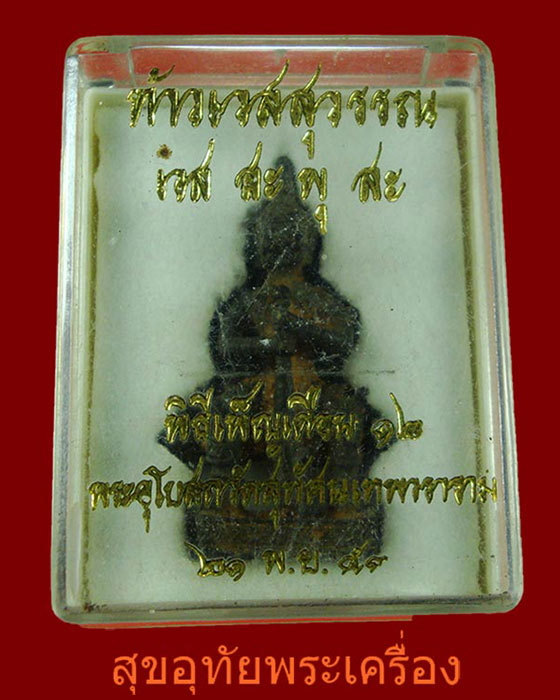 ท้าวเวสสุวรรณ
เวส สะ พุ สะ
พิธีเพ็ญเดือน ๑๒
พระอุโบสถวัดสุทัศนเทพวราราม
๒๑ พ.ย. ๕๓
สุขอุทัยพระเครื่อง